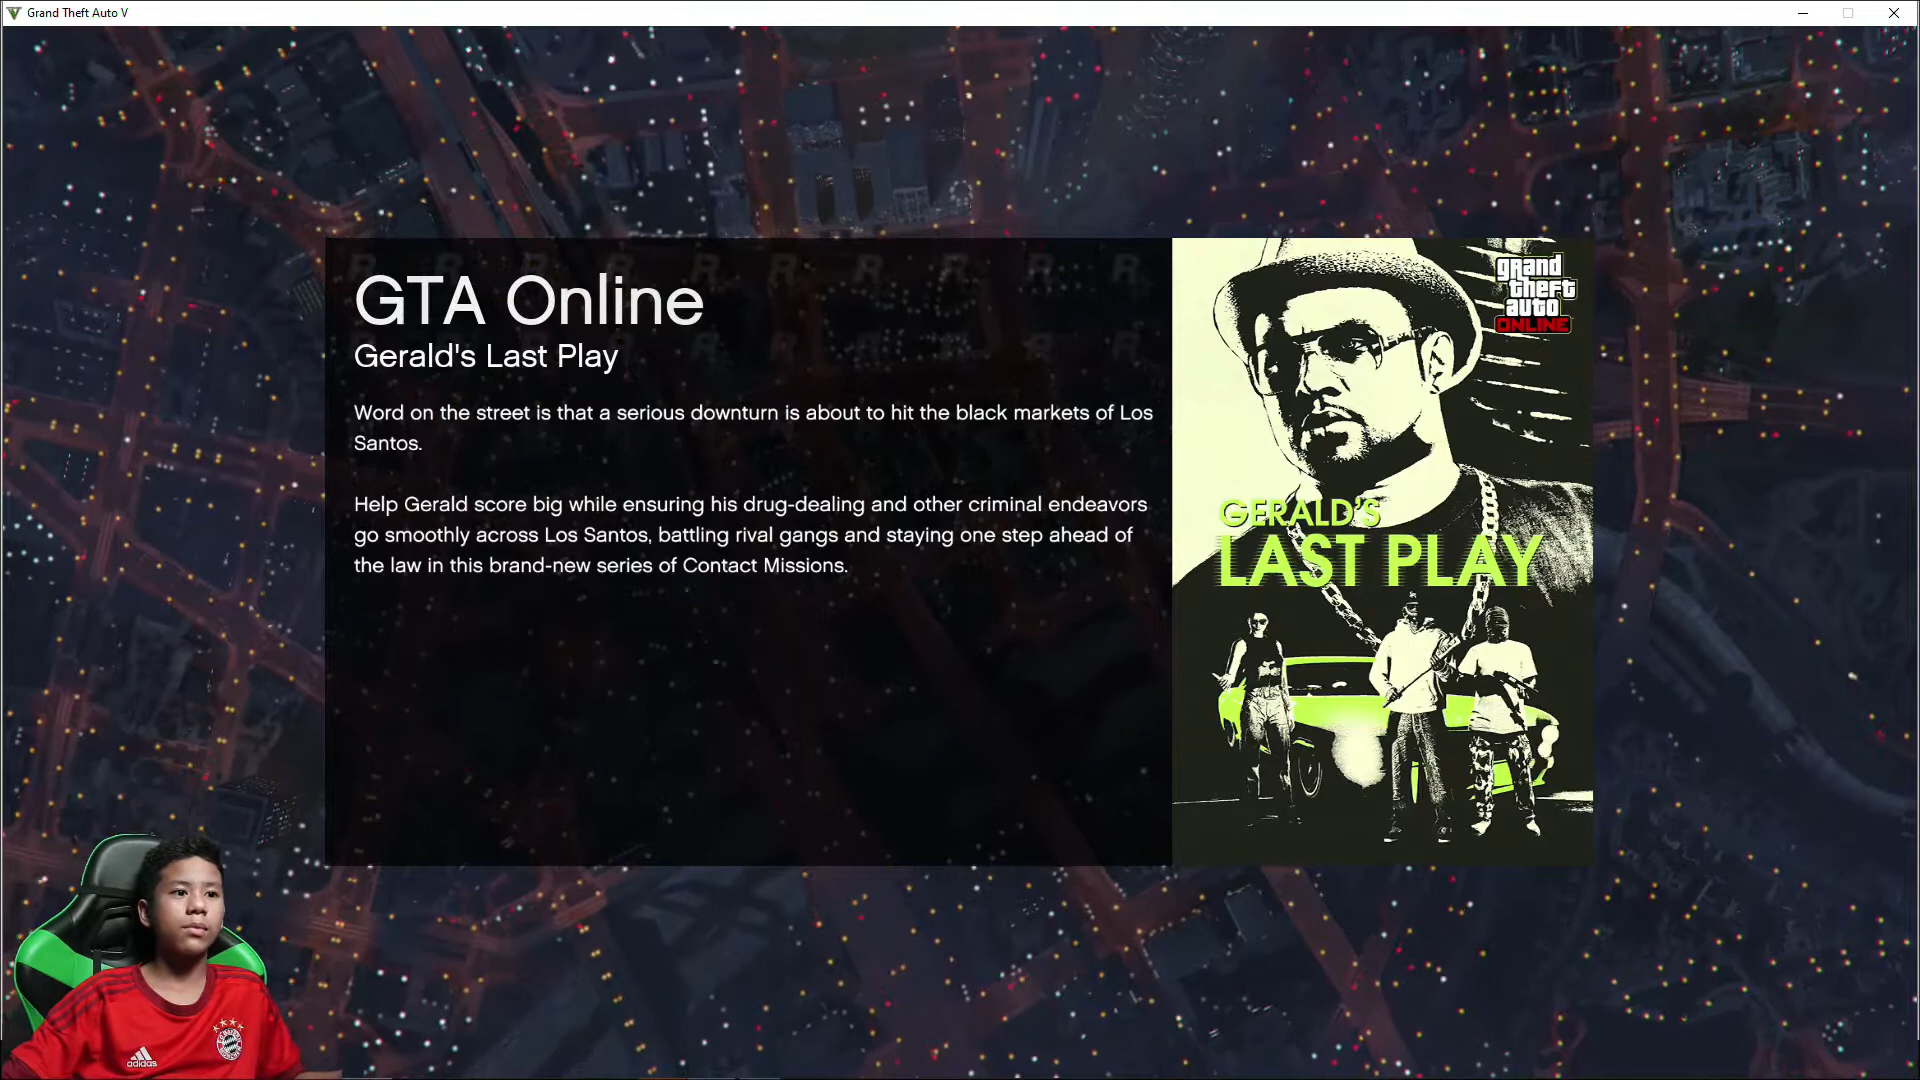 Grand Theft Auto V
GTA Online
Gerald's Last Play
Word on the street is that a serious downturn is about to hit the black markets of Los
Santos.
Help Gerald score big while ensuring his drug-dealing and other criminal endeavors
go smoothly across Los Santos, battling rival gangs and staying one step ahead of
the law in this brand-new series of Contact Missions.
grand
theft
auto
ONLINE
GERALD'S
LAST PLAY
adidas